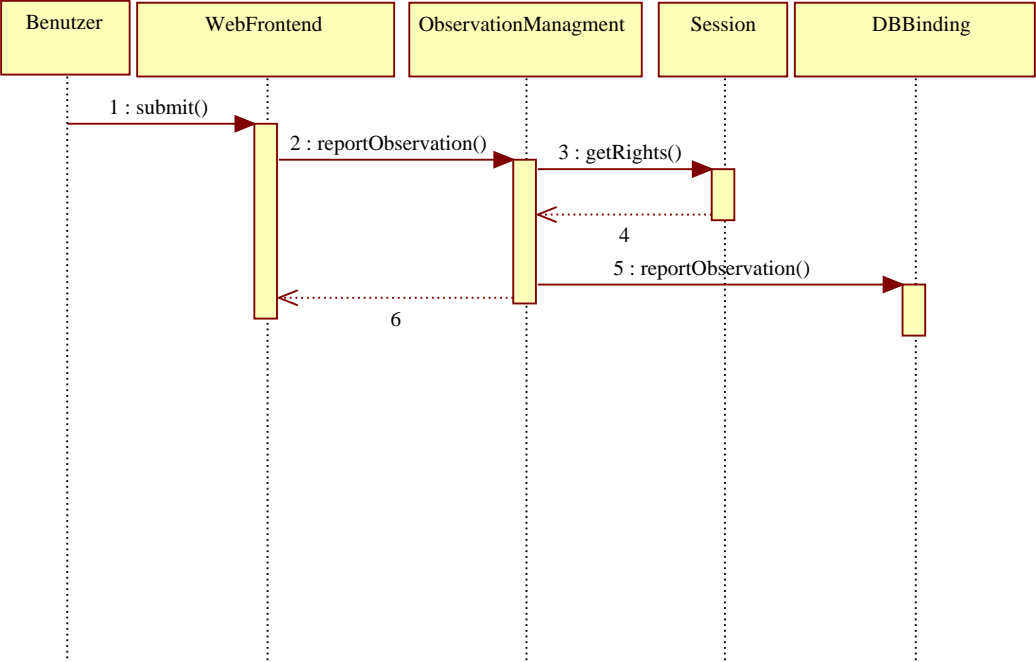 Benutzer
WebFrontend
ObservationManagment
Session
DBBinding
1 : submit()
2 : reportObservation()
3 : getRights()
4
5 : reportObservation()
6